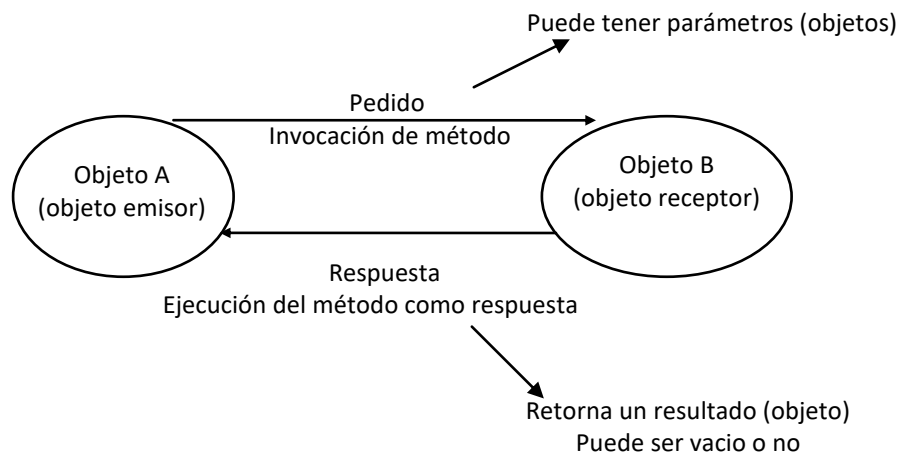 Puede tener parámetros (objetos)
Pedido
Invocación de método
Objeto A
(objeto emisor)
Objeto B
(objeto receptor)
Respuesta
Ejecución del método como respuesta
Retorna un resultado (objeto)
Puede ser vacio o no